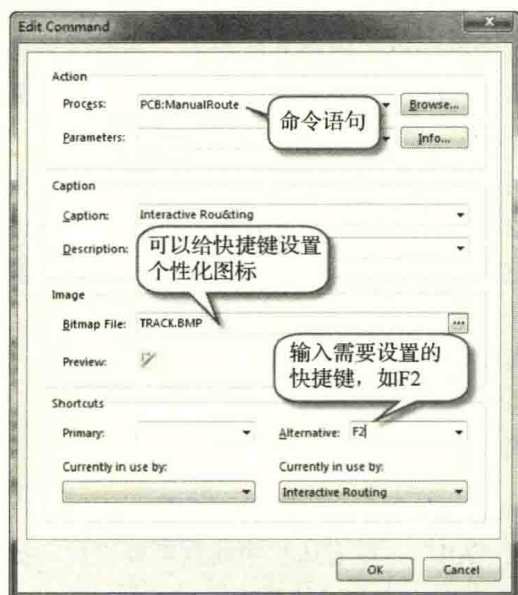 Edit Command
Action
Process: PCB:ManualRoute Browse...
命令语句
Parameters: Info...
Caption
Caption: Interactive Rou&ting
Description:
可以给快捷键设置
个性化图标
Image
Bitmap File: TRACK.BMP ...
Preview:
输入需要设置的
快捷键，如F2
Shortcuts
Primary: Alternative: F2
Currently in use by: Currently in use by:
Interactive Routing
OK Cancel